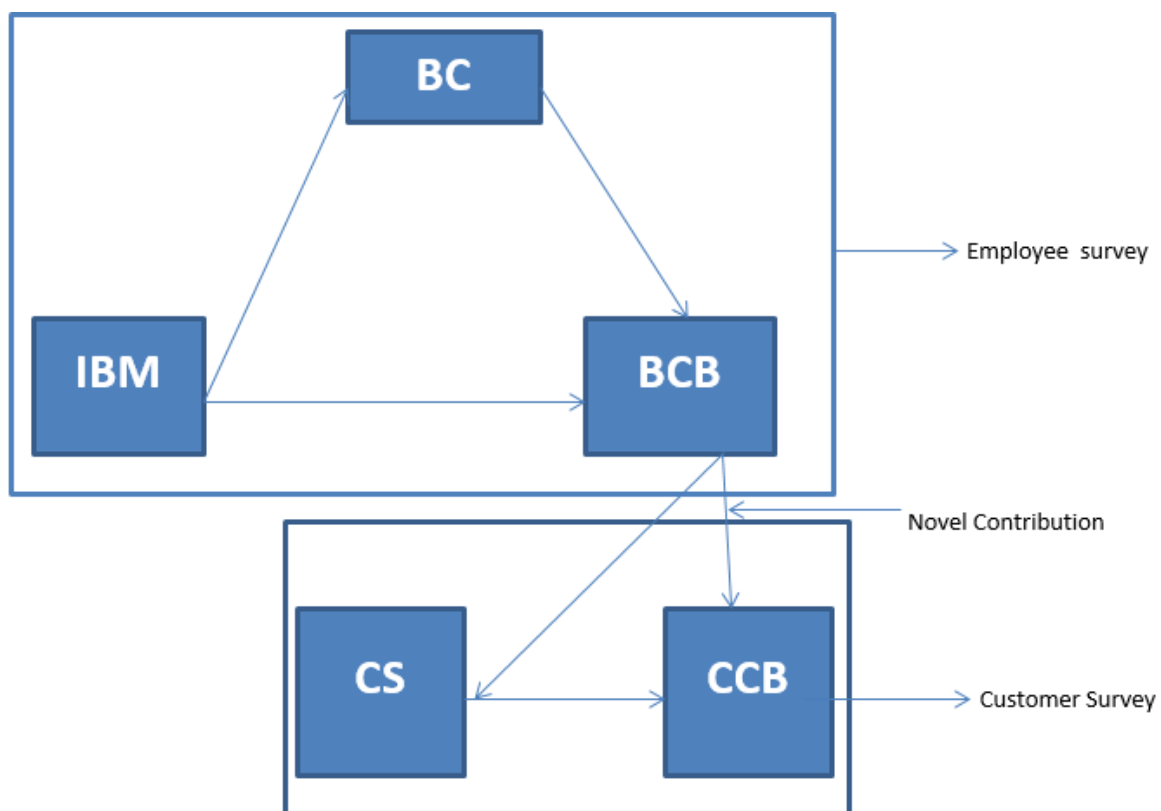 BC
Employee survey
IBM
BCB
Novel Contribution
CS
CCB
Customer Survey